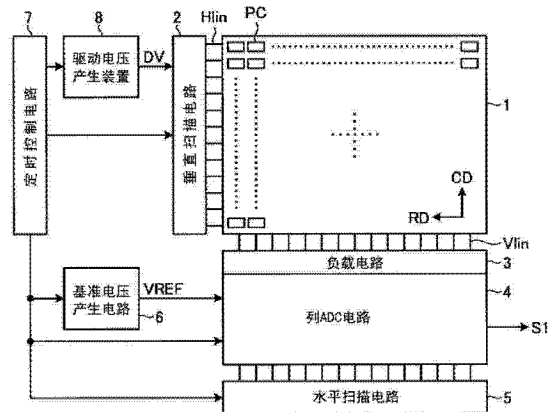 7
8
2
Hlin
PC
驱动电压
产生装置
DV
定时控制电路
垂直扫描电路
1
CD
RD
Vlin
负载电路
3
基准电压
产生电路
VREF
6
4
列ADC电路
S1
水平扫描电路
5